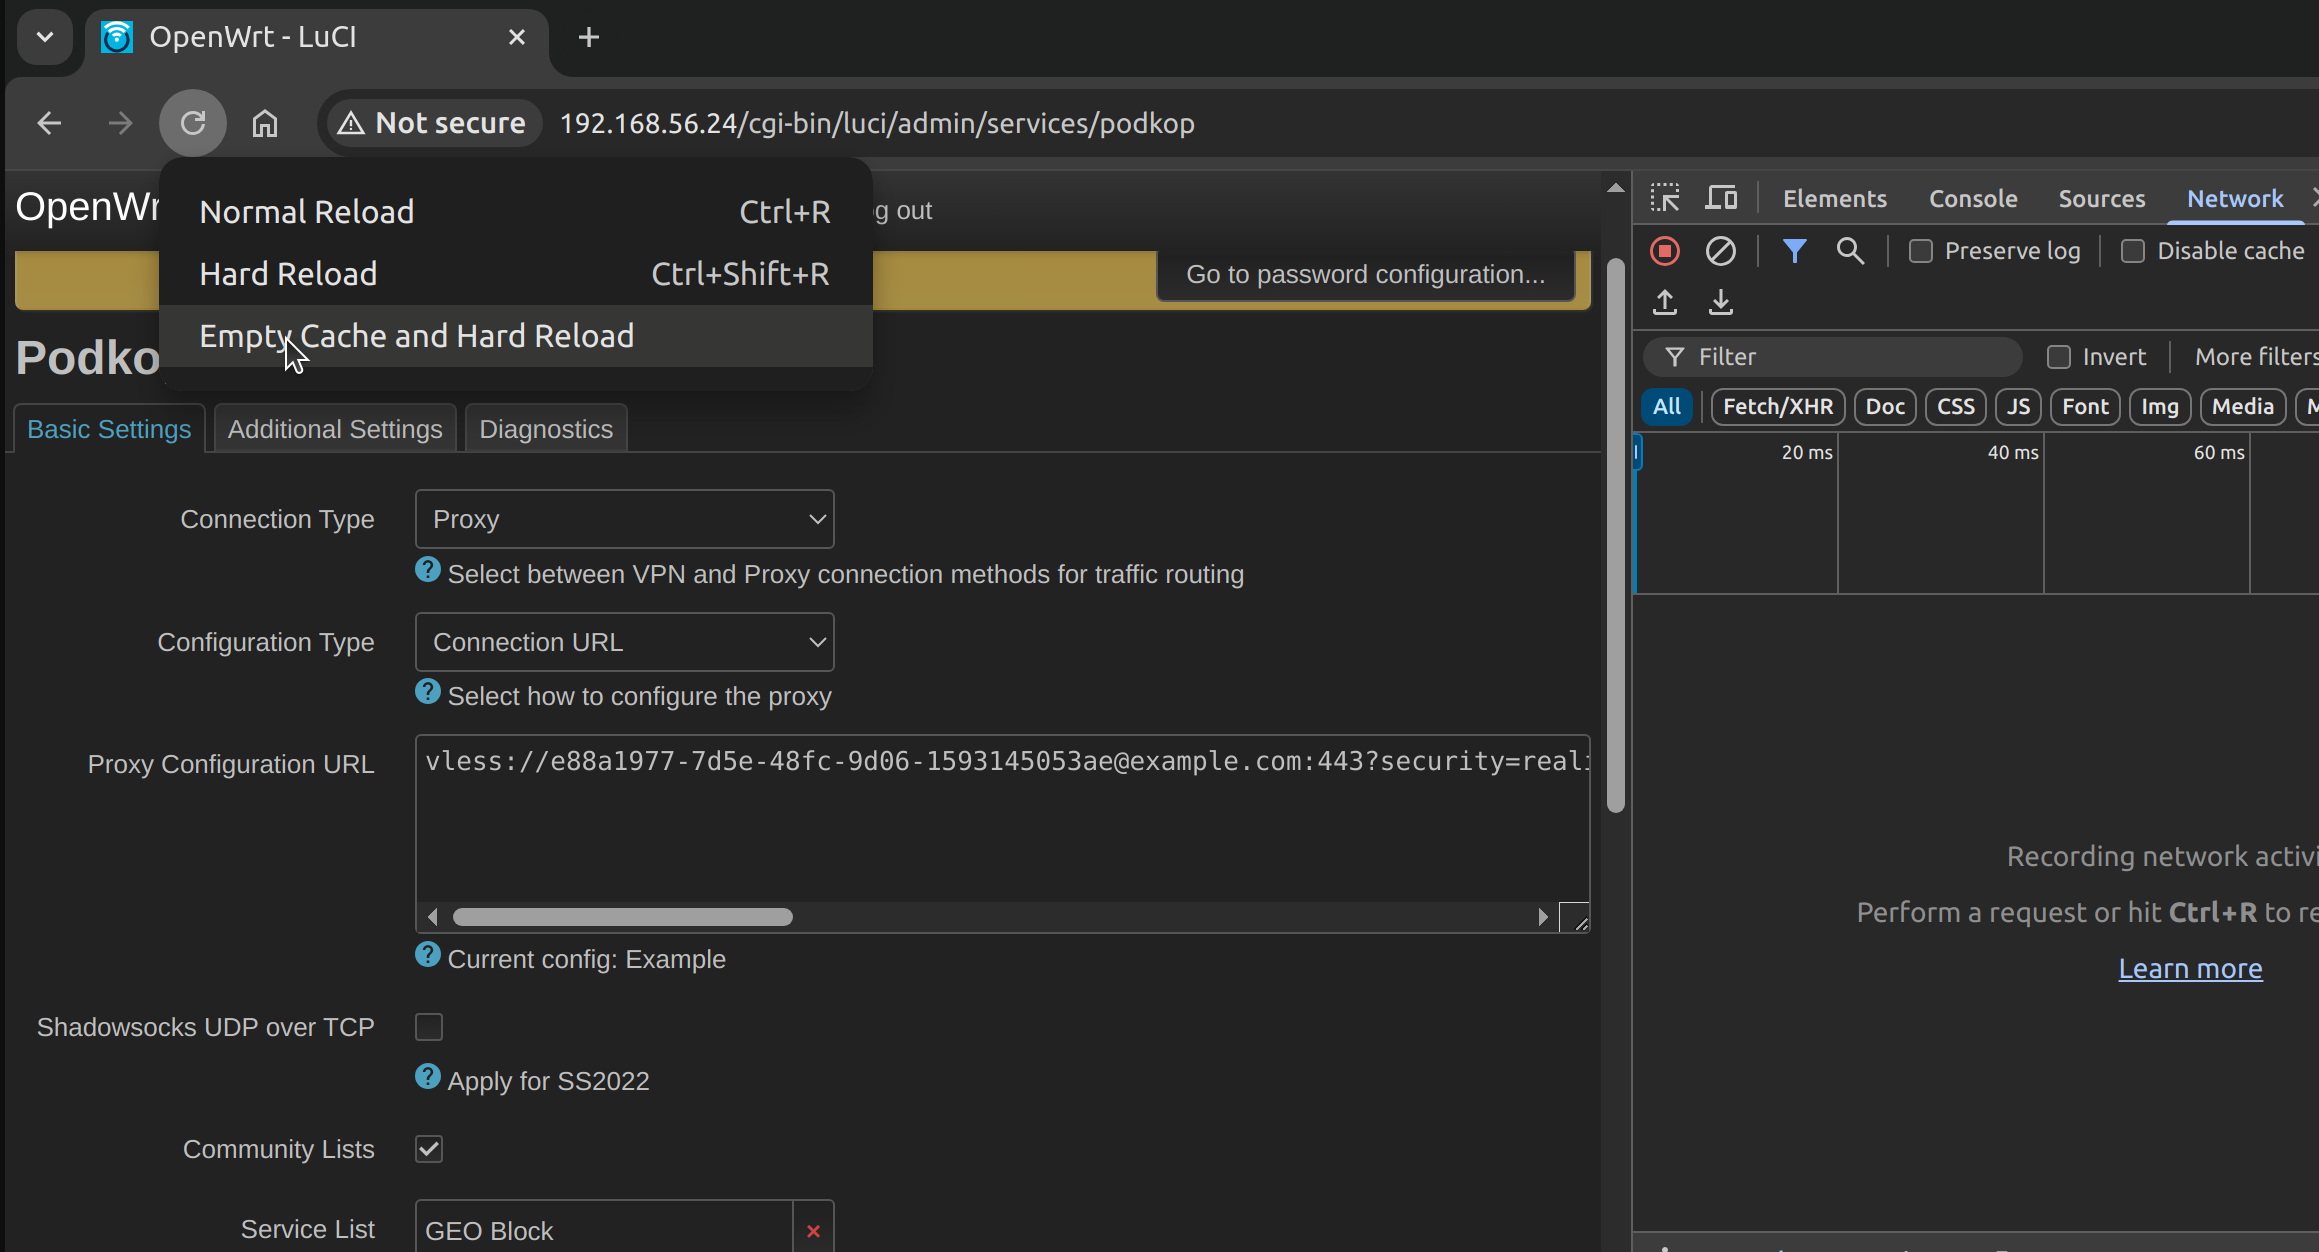 OpenWrt - LuCI
Not secure 192.168.56.24/cgi-bin/luci/admin/services/podkop
Normal Reload Ctrl+R
Hard Reload Ctrl+Shift+R
Empty Cache and Hard Reload
OpenWr
g out
Go to password configuration...
Podko
Basic Settings Additional Settings Diagnostics
Connection Type Proxy
Select between VPN and Proxy connection methods for traffic routing
Configuration Type Connection URL
Select how to configure the proxy
Proxy Configuration URL vless://e88a1977-7d5e-48fc-9d06-1593145053ae@example.com:443?security=reali
Current config: Example
Shadowsocks UDP over TCP
Apply for SS2022
Community Lists
Service List GEO Block
Elements Console Sources Network
Preserve log Disable cache
Filter Invert More filters
All Fetch/XHR Doc CSS JS Font Img Media
20 ms 40 ms 60 ms
Recording network activi
Perform a request or hit Ctrl+R to re
Learn more